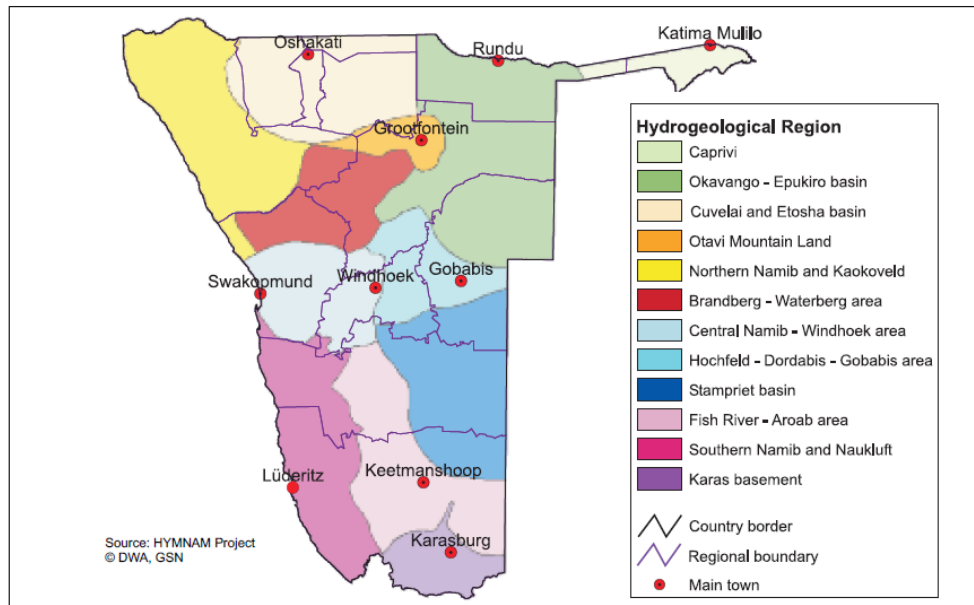 Katima Mulilo
Oshakati
Rundu
Grootfontein
Swakopmund
Windhoek
Gobabis
Lüderitz
Keetmanshoop
Karasburg
Source: HYMNAM Project
© DWA, GSN
Hydrogeological Region
Caprivi
Okavango - Epukiro basin
Cuvelai and Etosha basin
Otavi Mountain Land
Northern Namib and Kaokoveld
Brandberg - Waterberg area
Central Namib - Windhoek area
Hochfeld - Dordabis - Gobabis area
Stampriet basin
Fish River - Aroab area
Southern Namib and Naukluft
Karas basement
Country border
Regional boundary
Main town